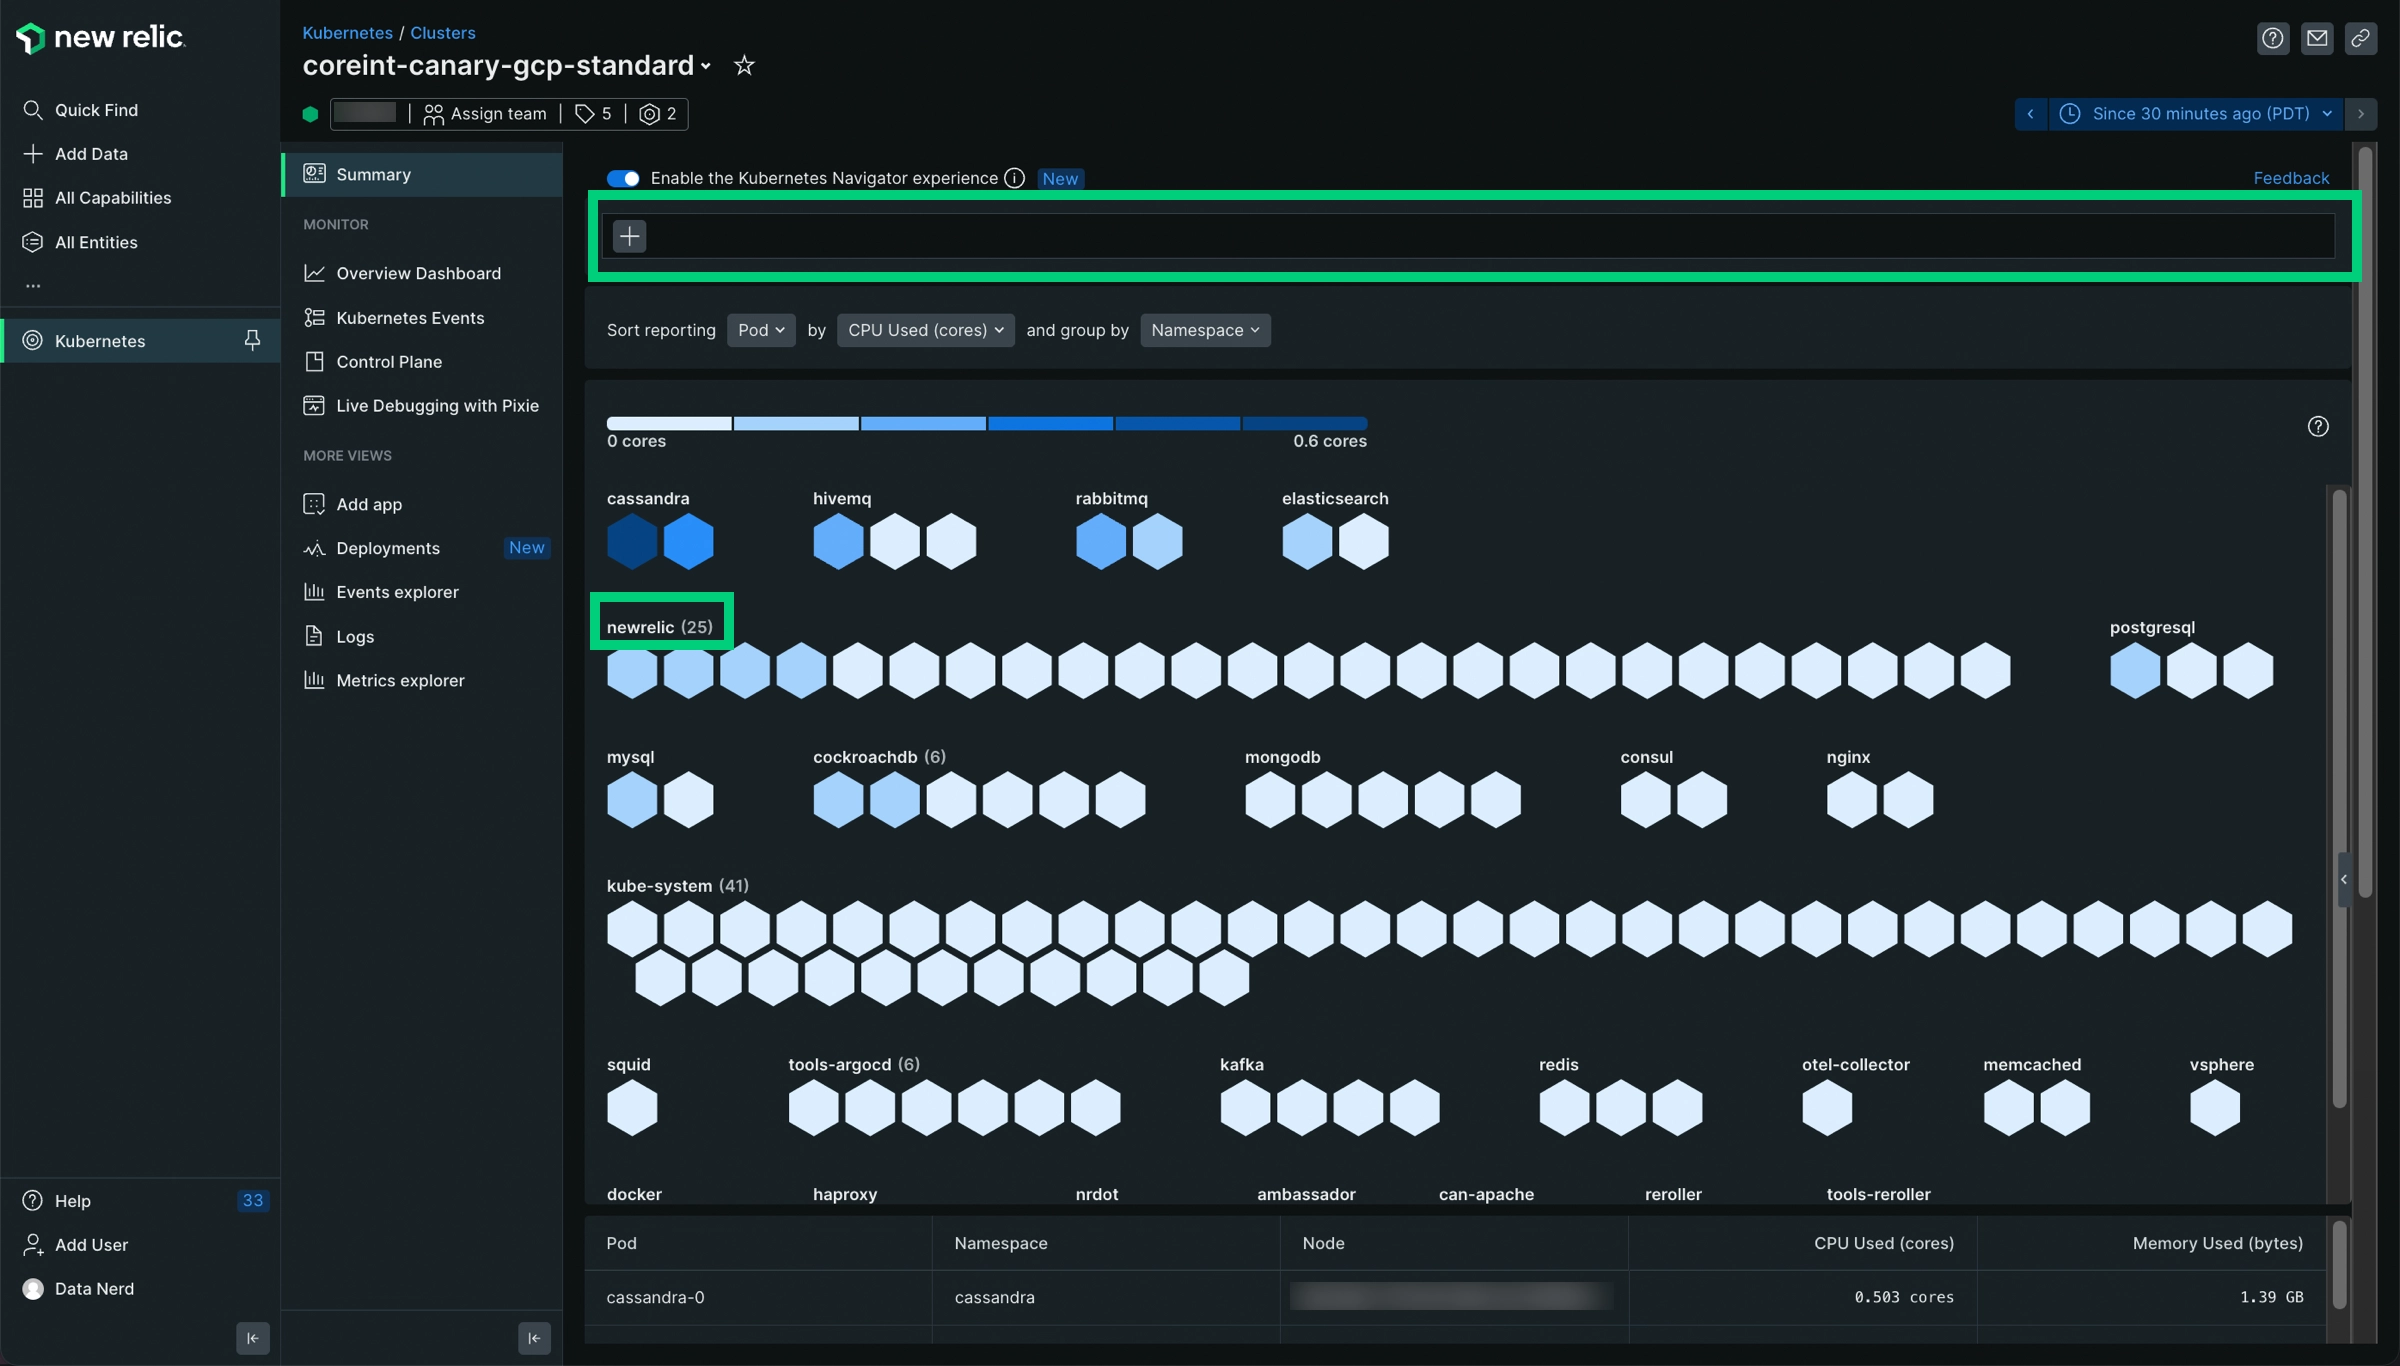 new relic.
Quick Find
Add Data
All Capabilities
All Entities
...
Kubernetes
Help 33
Add User
Data Nerd
Kubernetes / Clusters
coreint-canary-gcp-standard
Assign team 5 2
Since 30 minutes ago (PDT)
Summary
MONITOR
Overview Dashboard
Kubernetes Events
Control Plane
Live Debugging with Pixie
MORE VIEWS
Add app
Deployments New
Events explorer
Logs
Metrics explorer
Enable the Kubernetes Navigator experience New Feedback
Sort reporting Pod by CPU Used (cores) and group by Namespace
0 cores 0.6 cores
cassandra hivemq rabbitmq elasticsearch
newrelic (25) postgresql
mysql cockroachdb (6) mongodb consul nginx
kube-system (41)
squid tools-argocd (6) kafka redis otel-collector memcached vsphere
docker haproxy nrdot ambassador can-apache reroller tools-reroller
Pod Namespace Node CPU Used (cores) Memory Used (bytes)
cassandra-0 cassandra 0.503 cores 1.39 GB